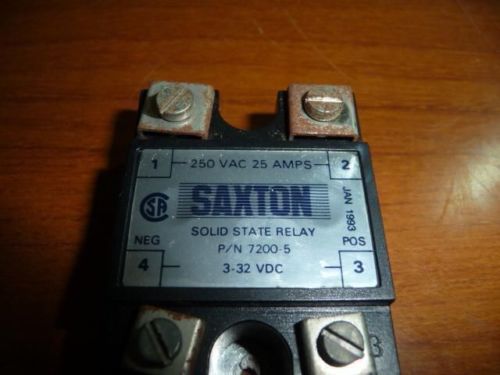 1 250 VAC 25 AMPS 2
SAXTON
JAN 1993
SA
SOLID STATE RELAY
NEG P/N 7200-5 POS
4 3-32 VDC 3